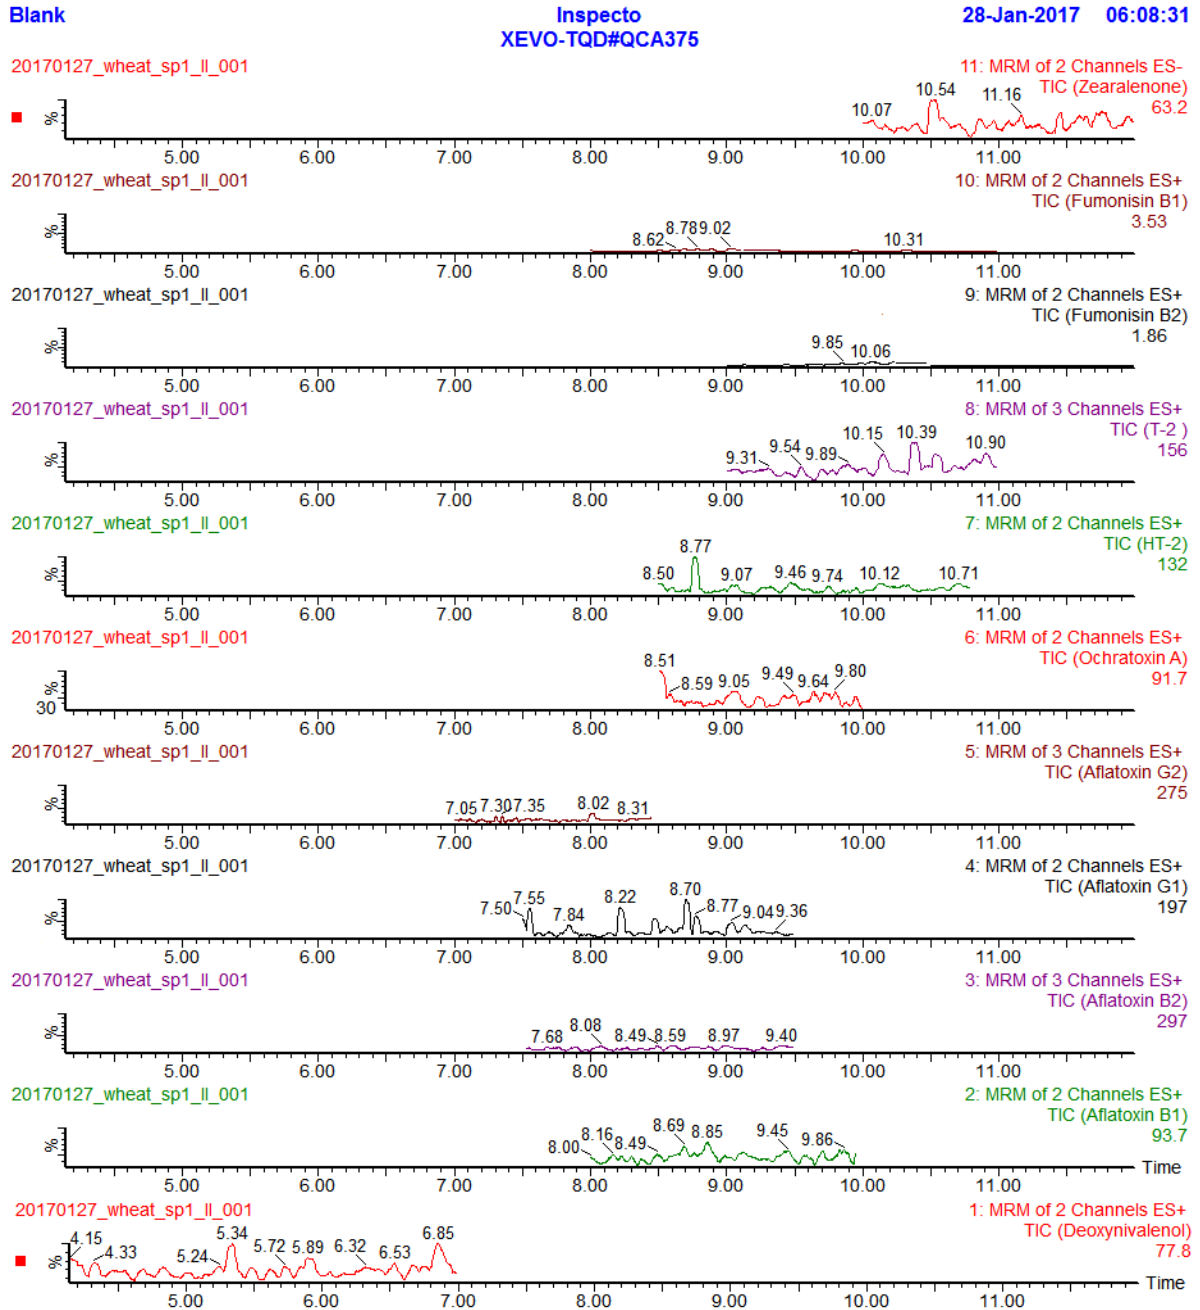 Blank Inspecto 28-Jan-2017 06:08:31
XEVO-TQD#QCA375
20170127_wheat_sp1_II_001 11: MRM of 2 Channels ES-
TIC (Zearalenone)
63.2
10.07 10.54 11.16
%
5.00 6.00 7.00 8.00 9.00 10.00 11.00
20170127_wheat_sp1_II_001 10: MRM of 2 Channels ES+
TIC (Fumonisin B1)
3.53
8.62 8.78 9.02 10.31
%
5.00 6.00 7.00 8.00 9.00 10.00 11.00
20170127_wheat_sp1_II_001 9: MRM of 2 Channels ES+
TIC (Fumonisin B2)
1.86
9.85 10.06
%
5.00 6.00 7.00 8.00 9.00 10.00 11.00
20170127_wheat_sp1_II_001 8: MRM of 3 Channels ES+
TIC (T-2 )
156
9.31 9.54 9.89 10.15 10.39 10.90
%
5.00 6.00 7.00 8.00 9.00 10.00 11.00
20170127_wheat_sp1_II_001 7: MRM of 2 Channels ES+
TIC (HT-2)
132
8.50 8.77 9.07 9.46 9.74 10.12 10.71
%
5.00 6.00 7.00 8.00 9.00 10.00 11.00
20170127_wheat_sp1_II_001 6: MRM of 2 Channels ES+
TIC (Ochratoxin A)
91.7
8.51 8.59 9.05 9.49 9.64 9.80
%
30
5.00 6.00 7.00 8.00 9.00 10.00 11.00
20170127_wheat_sp1_II_001 5: MRM of 3 Channels ES+
TIC (Aflatoxin G2)
275
7.05 7.30 7.35 8.02 8.31
%
5.00 6.00 7.00 8.00 9.00 10.00 11.00
20170127_wheat_sp1_II_001 4: MRM of 2 Channels ES+
TIC (Aflatoxin G1)
197
7.50 7.55 7.84 8.22 8.70 8.77 9.04 9.36
%
5.00 6.00 7.00 8.00 9.00 10.00 11.00
20170127_wheat_sp1_II_001 3: MRM of 3 Channels ES+
TIC (Aflatoxin B2)
297
7.68 8.08 8.49 8.59 8.97 9.40
%
5.00 6.00 7.00 8.00 9.00 10.00 11.00
20170127_wheat_sp1_II_001 2: MRM of 2 Channels ES+
TIC (Aflatoxin B1)
93.7
8.00 8.16 8.49 8.69 8.85 9.45 9.86
%
Time
5.00 6.00 7.00 8.00 9.00 10.00 11.00
20170127_wheat_sp1_II_001 1: MRM of 2 Channels ES+
TIC (Deoxynivalenol)
77.8
4.15 4.33 5.24 5.34 5.72 5.89 6.32 6.53 6.85
%
Time
5.00 6.00 7.00 8.00 9.00 10.00 11.00